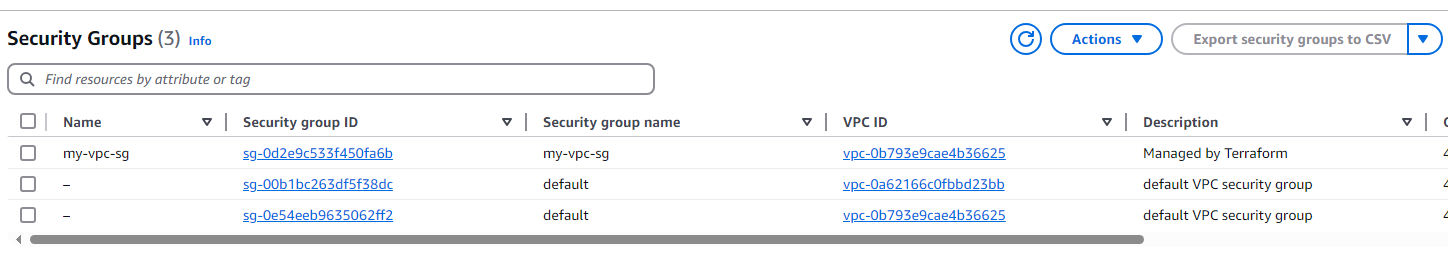 Security Groups (3) Info
Actions
Export security groups to CSV
Find resources by attribute or tag
Name Security group ID Security group name VPC ID Description
my-vpc-sg sg-0d2e9c533f450fa6b my-vpc-sg vpc-0b793e9cae4b36625 Managed by Terraform
– sg-00b1bc263df5f38dc default vpc-0a62166c0fbbd23bb default VPC security group
– sg-0e54eeb9635062ff2 default vpc-0b793e9cae4b36625 default VPC security group